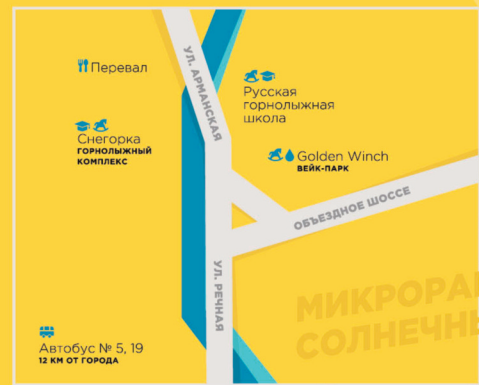 Перевал
УЛ. АРМАНСКАЯ
Русская
горнолыжная
школа
Снегорка
ГОРНОЛЫЖНЫЙ
КОМПЛЕКС
Golden Winch
ВЕЙК-ПАРК
ОБЪЕЗДНОЕ ШОССЕ
УЛ. РЕЧНАЯ
Автобус № 5, 19
12 КМ ОТ ГОРОДА